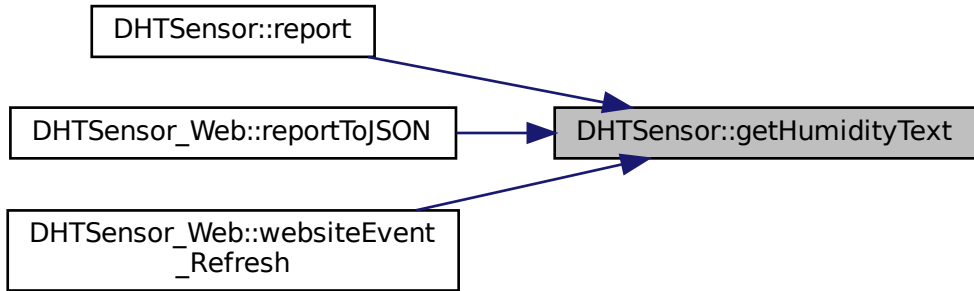 DHTSensor::report
DHTSensor_Web::reportToJSON
DHTSensor::getHumidityText
DHTSensor_Web::websiteEvent
_Refresh